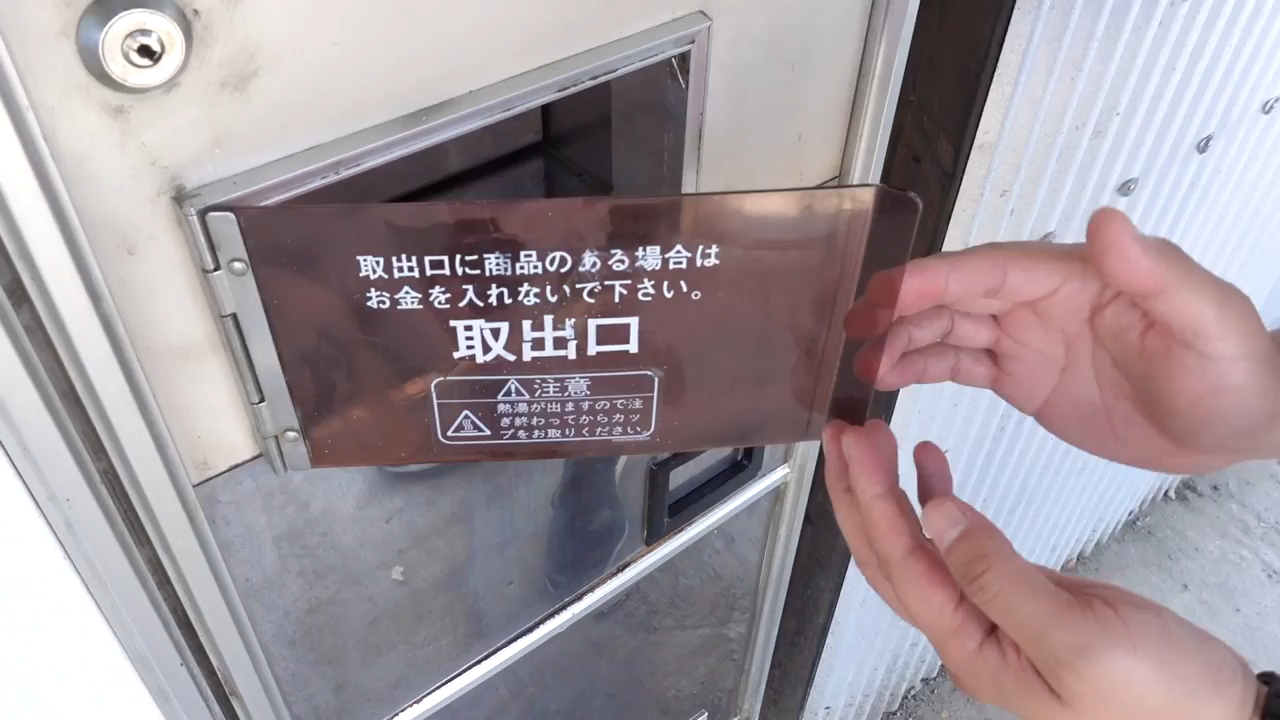 取出口に商品のある場合は
お金を入れないで下さい。
取出口
注意
熱湯が出ますので注
ぎ終わってからカッ
プをお取りください。